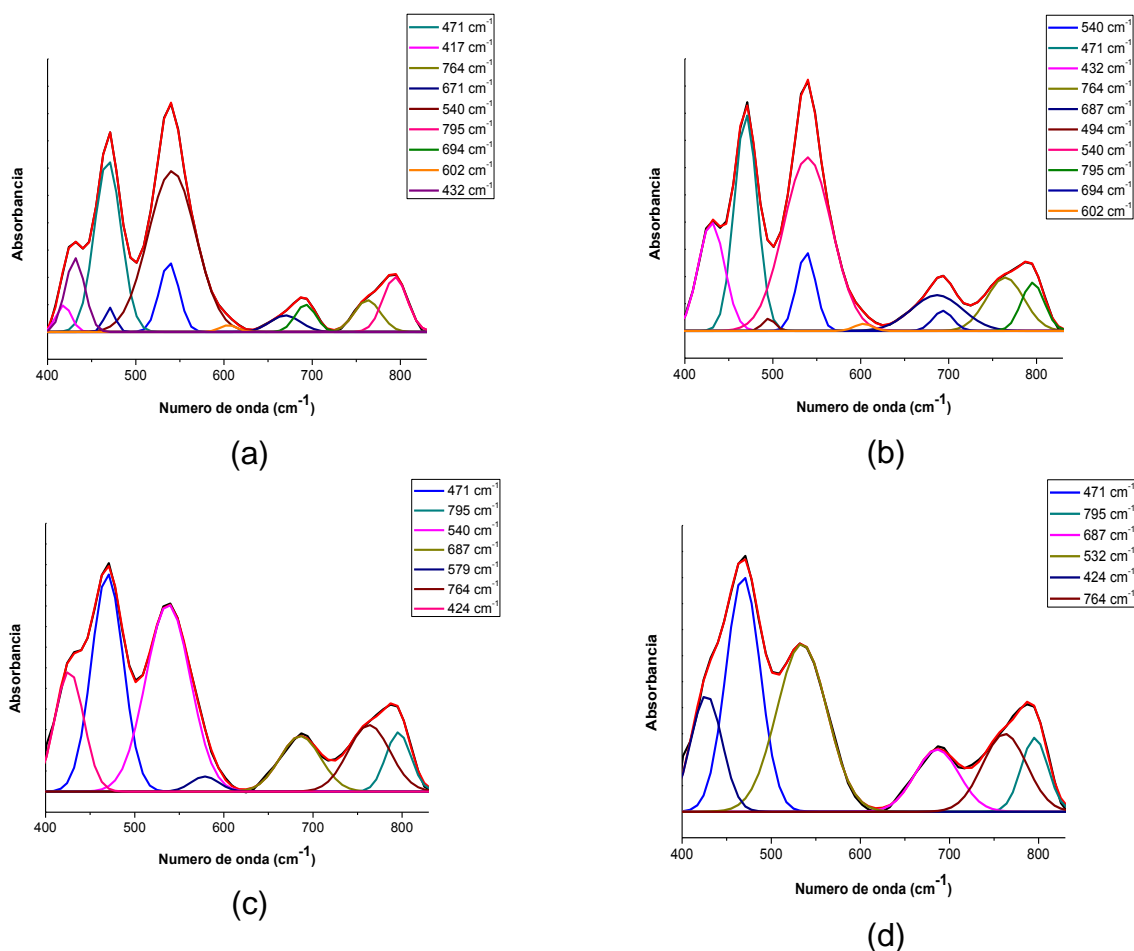 471 cm⁻¹
417 cm⁻¹
764 cm⁻¹
671 cm⁻¹
540 cm⁻¹
795 cm⁻¹
694 cm⁻¹
602 cm⁻¹
432 cm⁻¹
Absorbancia
400 500 600 700 800
Numero de onda (cm⁻¹)
(a)
540 cm⁻¹
471 cm⁻¹
432 cm⁻¹
764 cm⁻¹
687 cm⁻¹
494 cm⁻¹
540 cm⁻¹
795 cm⁻¹
694 cm⁻¹
602 cm⁻¹
Absorbancia
400 500 600 700 800
Numero de onda (cm⁻¹)
(b)
471 cm⁻¹
795 cm⁻¹
540 cm⁻¹
687 cm⁻¹
579 cm⁻¹
764 cm⁻¹
424 cm⁻¹
Absorbancia
400 500 600 700 800
Numero de onda (cm⁻¹)
(c)
471 cm⁻¹
795 cm⁻¹
687 cm⁻¹
532 cm⁻¹
424 cm⁻¹
764 cm⁻¹
Absorbancia
400 500 600 700 800
Numero de onda (cm⁻¹)
(d)